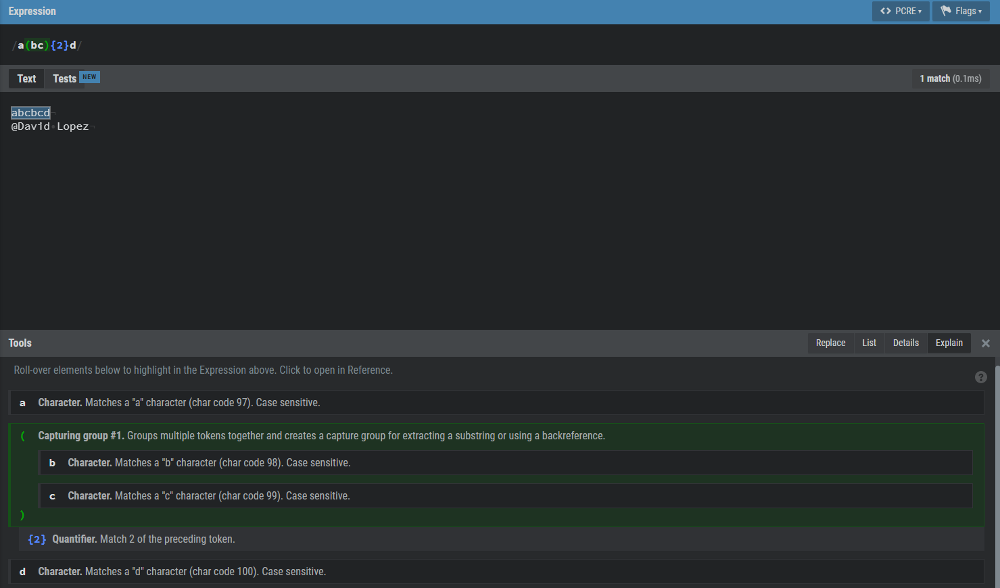 Expression
<> PCRE ▾
Flags ▾
/a(bc){2}d/
Text
Tests NEW
1 match (0.1ms)
abcbcd
@David Lopez
Tools
Replace
List
Details
Explain
Roll-over elements below to highlight in the Expression above. Click to open in Reference.
?
a Character. Matches a "a" character (char code 97). Case sensitive.
( Capturing group #1. Groups multiple tokens together and creates a capture group for extracting a substring or using a backreference.
b Character. Matches a "b" character (char code 98). Case sensitive.
c Character. Matches a "c" character (char code 99). Case sensitive.
)
{2} Quantifier. Match 2 of the preceding token.
d Character. Matches a "d" character (char code 100). Case sensitive.